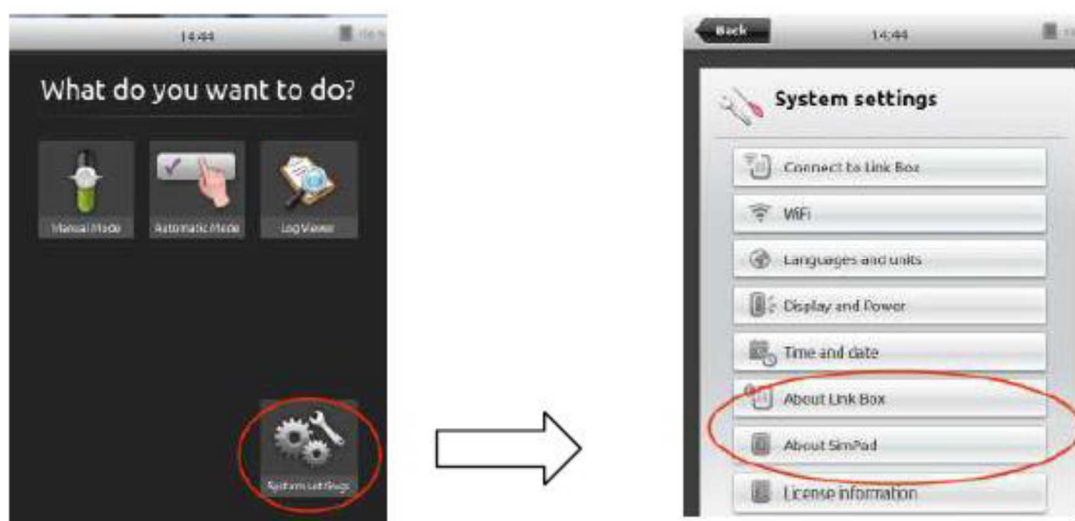 14:44
What do you want to do?
Manual Mode
Automatic Mode
Log Viewer
System settings
Back
14:44
System settings
Connect to Link Box
WiFi
Languages and units
Display and Power
Time and date
About Link Box
About SimPad
License information